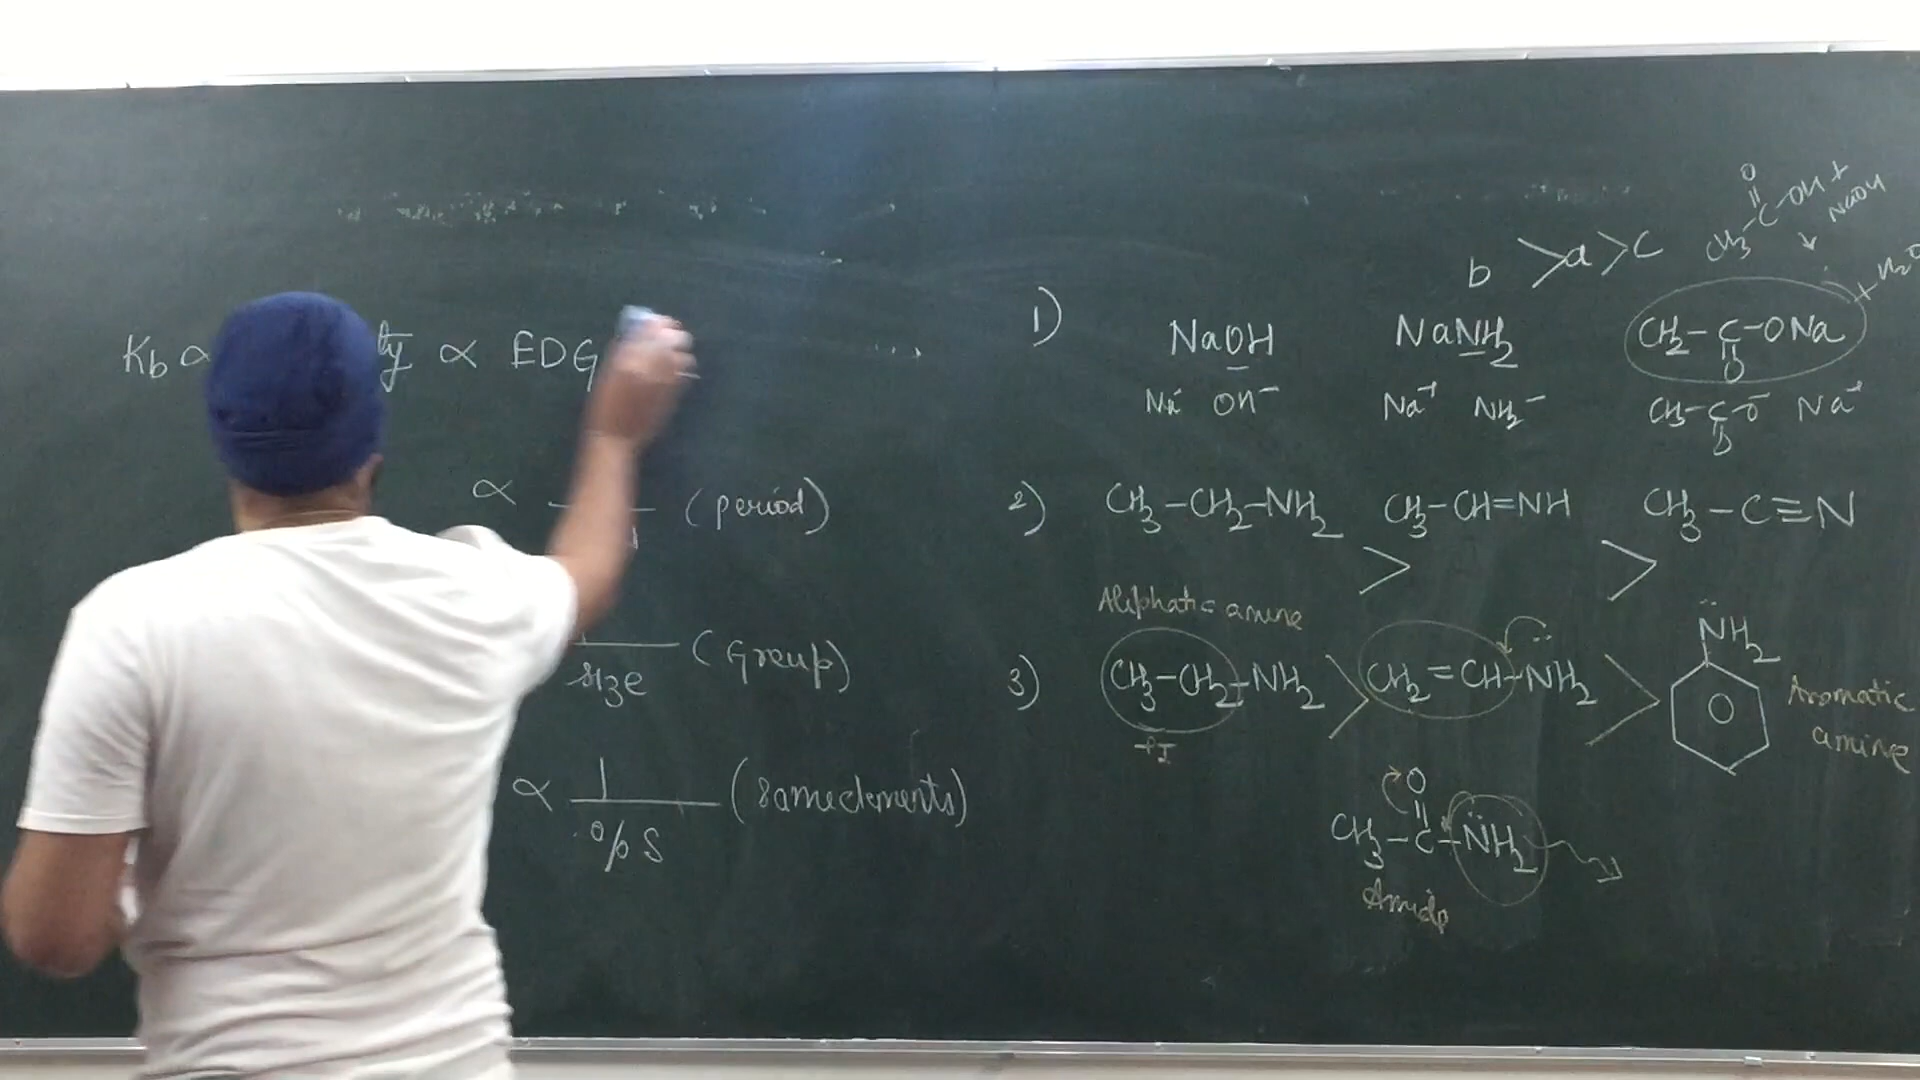 Kb ∝ ty ∝ EDG
∝ (period)
size (Group)
∝ 1 / % S (same elements)
b > a > c
O
CH3-C-OH + NaOH
+ H2O
1) NaOH NaNH2 CH3-C-ONa
O
Na+ OH- Na+ NH2- CH3-C-O- Na+
O
2) CH3-CH2-NH2 > CH3-CH=NH > CH3-C≡N
Aliphatic amine
3) CH3-CH2-NH2 > CH2=CH-NH2 > NH2
+I
Aromatic
amine
O
CH3-C-NH2
Amide